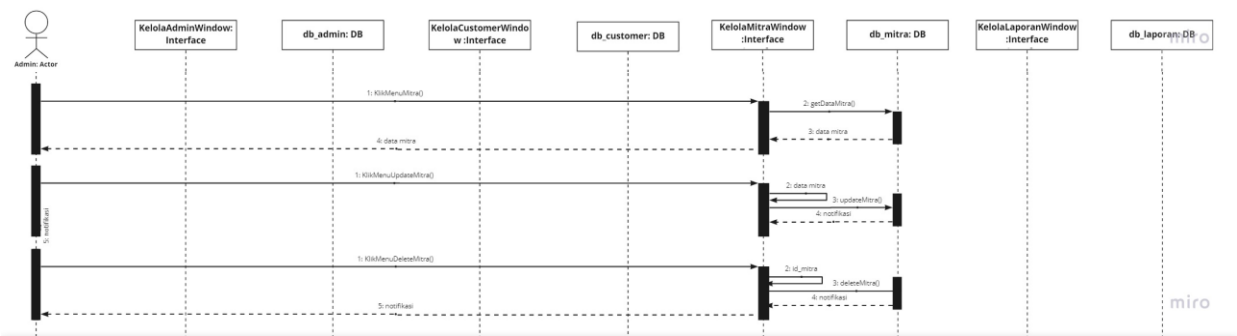 KelolaAdminWindow:
Interface
db_admin: DB
KelolaCustomerWindo
w :Interface
db_customer: DB
KelolaMitraWindow
:Interface
db_mitra: DB
KelolaLaporanWindow
:Interface
db_laporan: DB
miro
Admin: Actor
1: KlikMenuMitra()
2: getDataMitra()
3: data mitra
4: data mitra
1: KlikMenuUpdateMitra()
2: data mitra
3: updateMitra()
4: notifikasi
5: notifikasi
1: KlikMenuDeleteMitra()
2: id_mitra
3: deleteMitra()
4: notifikasi
5: notifikasi
miro